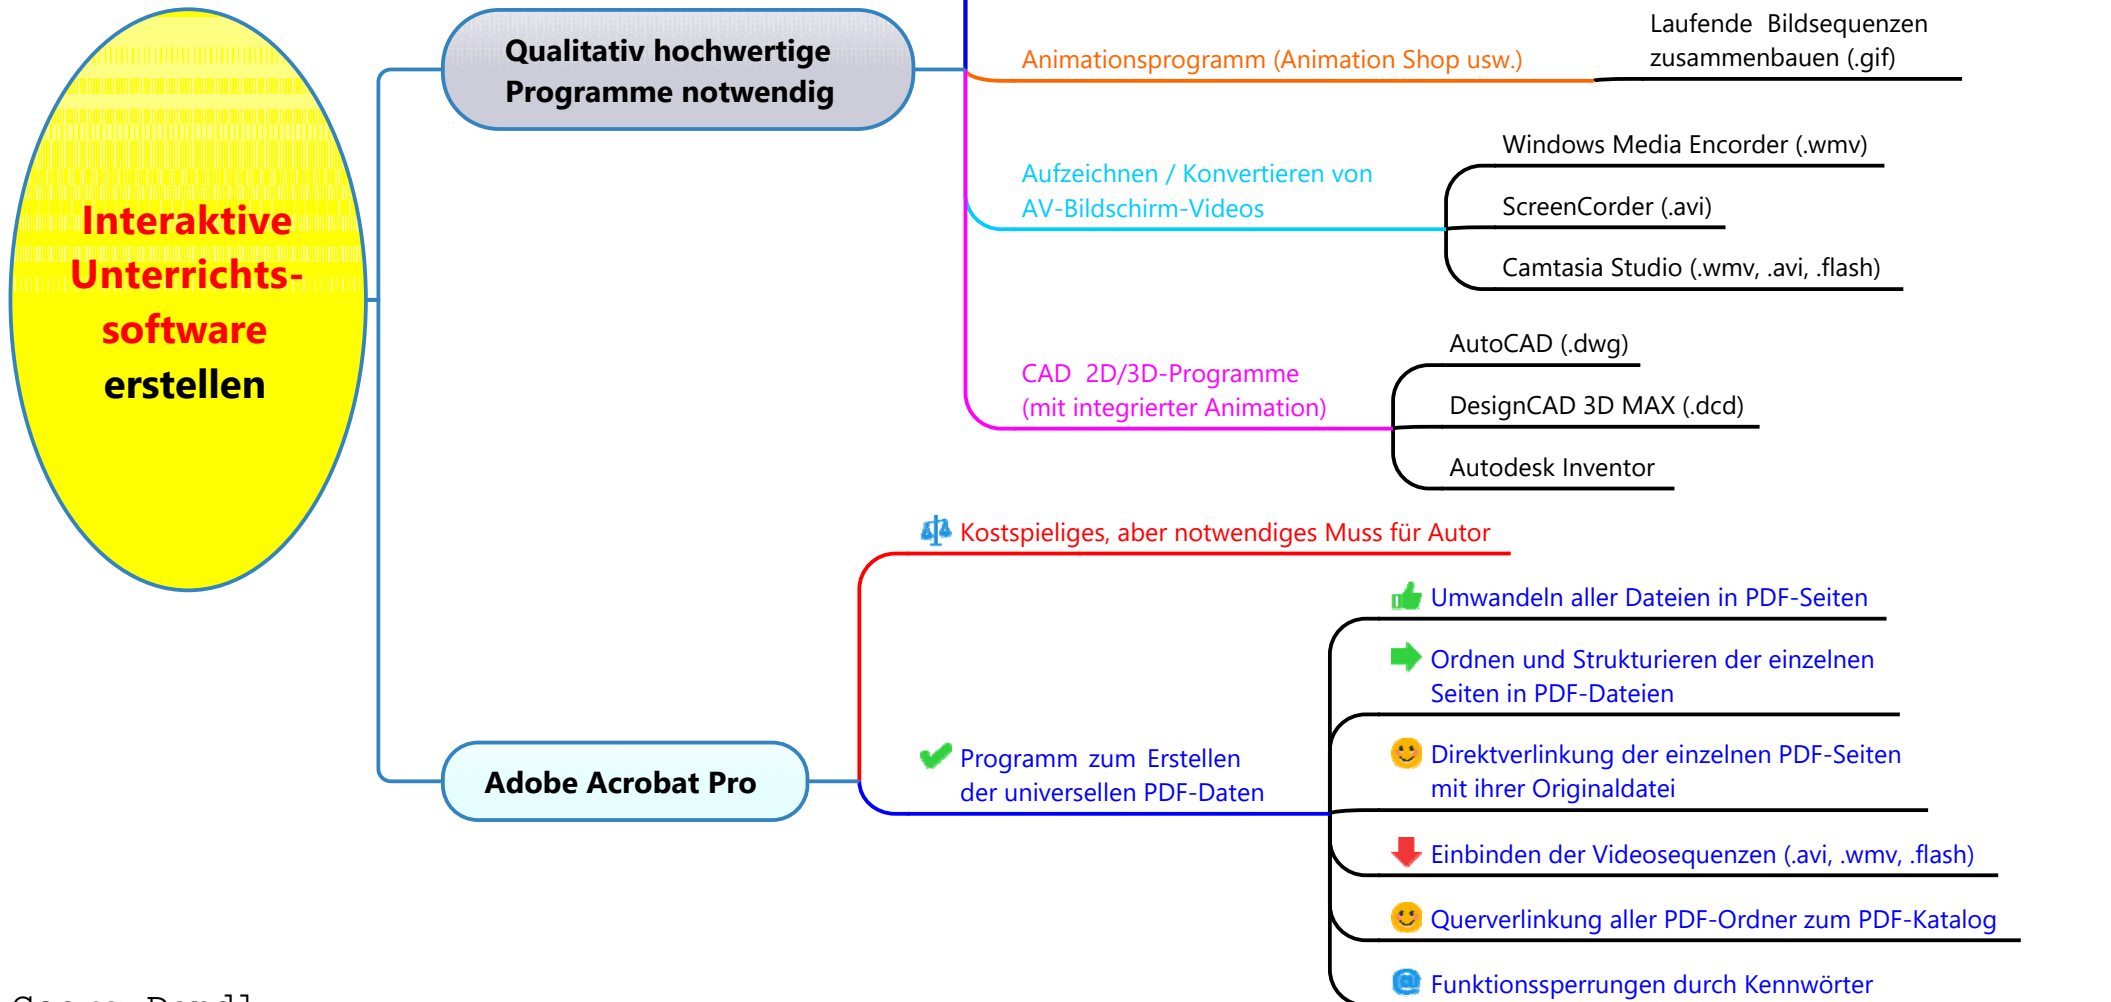 Interaktive
Unterrichts-
software
erstellen
Qualitativ hochwertige
Programme notwendig
Animationsprogramm (Animation Shop usw.)
Laufende Bildsequenzen
zusammenbauen (.gif)
Aufzeichnen / Konvertieren von
AV-Bildschirm-Videos
Windows Media Encorder (.wmv)
ScreenCorder (.avi)
Camtasia Studio (.wmv, .avi, .flash)
CAD 2D/3D-Programme
(mit integrierter Animation)
AutoCAD (.dwg)
DesignCAD 3D MAX (.dcd)
Autodesk Inventor
Adobe Acrobat Pro
Kostspieliges, aber notwendiges Muss für Autor
Programm zum Erstellen
der universellen PDF-Daten
Umwandeln aller Dateien in PDF-Seiten
Ordnen und Strukturieren der einzelnen
Seiten in PDF-Dateien
Direktverlinkung der einzelnen PDF-Seiten
mit ihrer Originaldatei
Einbinden der Videosequenzen (.avi, .wmv, .flash)
Querverlinkung aller PDF-Ordner zum PDF-Katalog
Funktionssperrungen durch Kennwörter